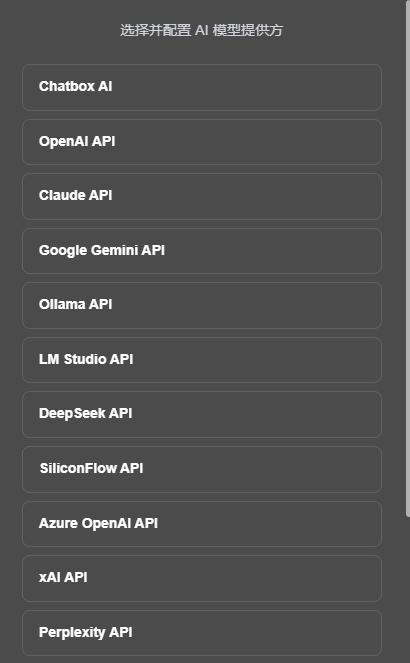 选择并配置 AI 模型提供方
Chatbox AI
OpenAI API
Claude API
Google Gemini API
Ollama API
LM Studio API
DeepSeek API
SiliconFlow API
Azure OpenAI API
xAI API
Perplexity API